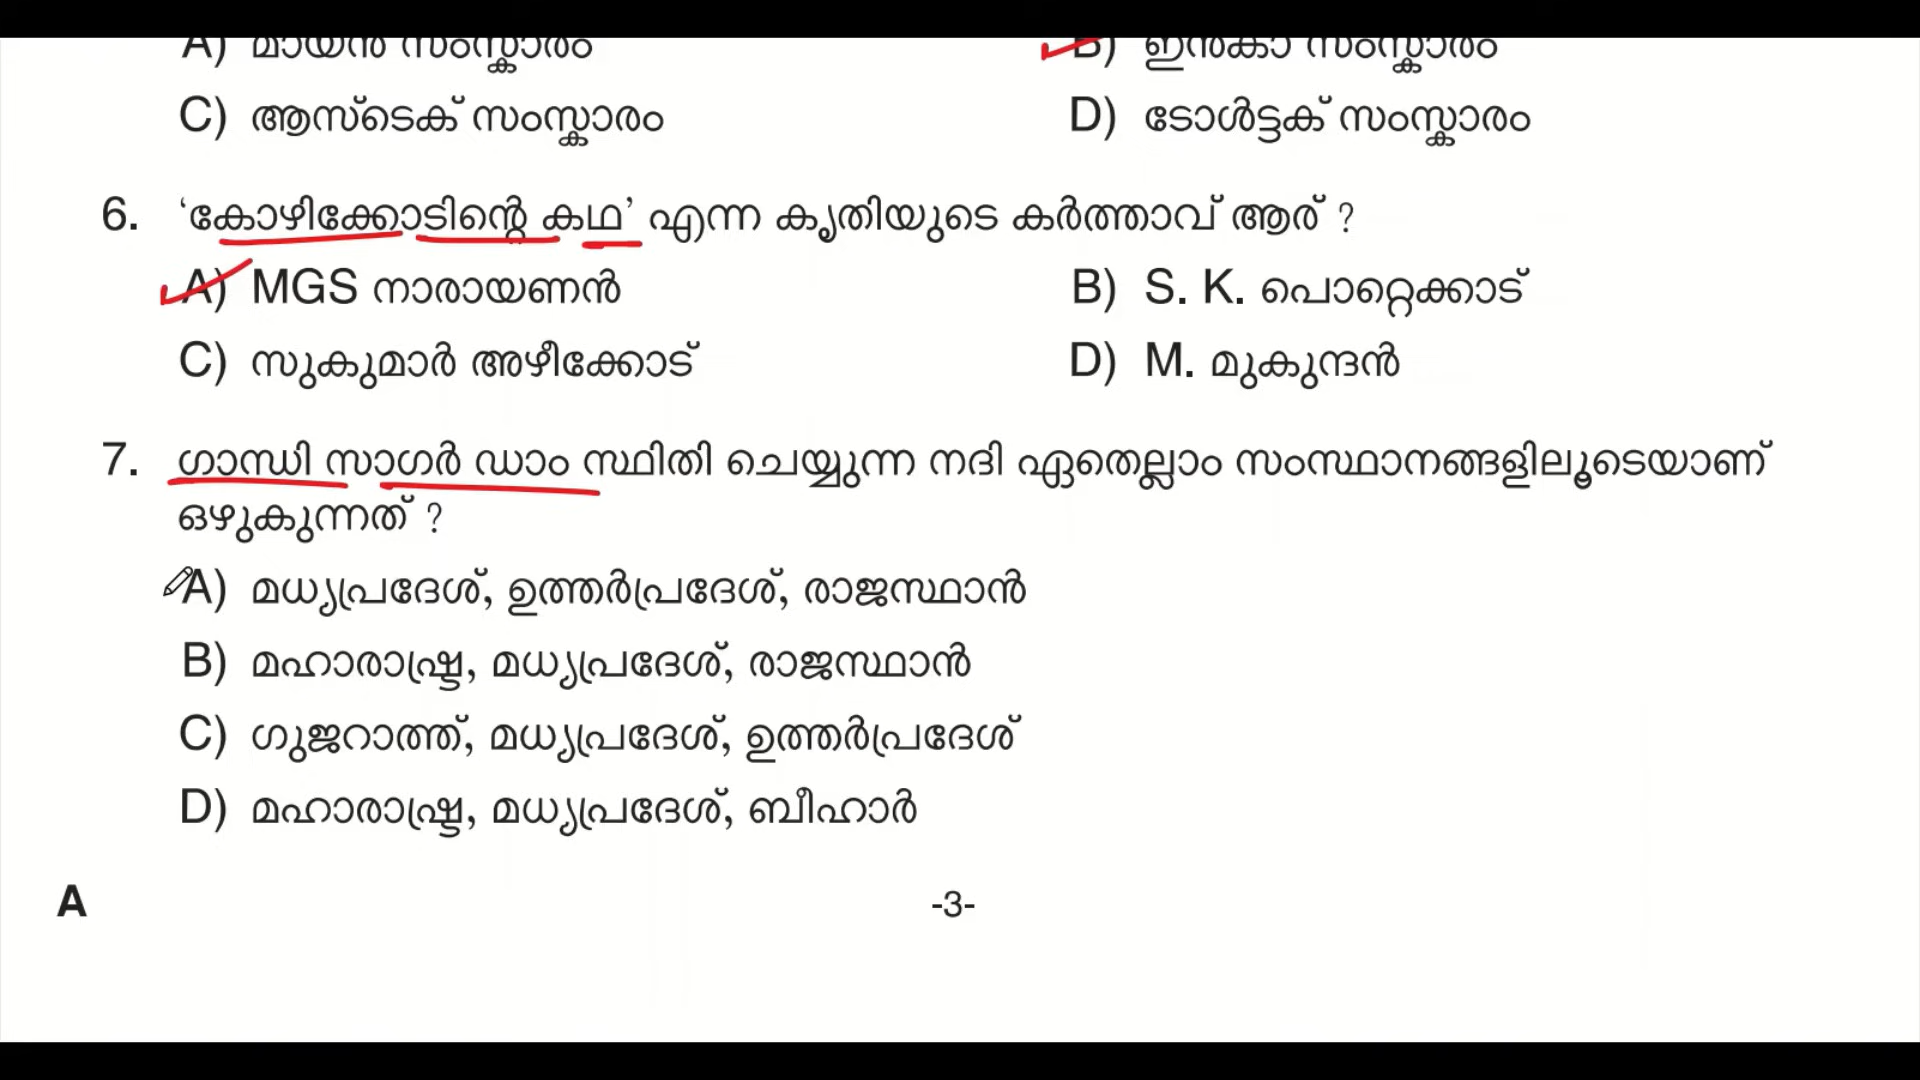 A) മായൻ സംസ്കാരം B) ഇൻകാ സംസ്കാരം
C) ആസ്ടെക് സംസ്കാരം D) ടോൾട്ടക് സംസ്കാരം
6. ‘കോഴിക്കോടിന്റെ കഥ’ എന്ന കൃതിയുടെ കർത്താവ് ആര് ?
A) MGS നാരായണൻ B) S. K. പൊറ്റെക്കാട്
C) സുകുമാർ അഴീക്കോട് D) M. മുകുന്ദൻ
7. ഗാന്ധി സാഗർ ഡാം സ്ഥിതി ചെയ്യുന്ന നദി ഏതെല്ലാം സംസ്ഥാനങ്ങളിലൂടെയാണ്
ഒഴുകുന്നത് ?
A) മധ്യപ്രദേശ്, ഉത്തർപ്രദേശ്, രാജസ്ഥാൻ
B) മഹാരാഷ്ട്ര, മധ്യപ്രദേശ്, രാജസ്ഥാൻ
C) ഗുജറാത്ത്, മധ്യപ്രദേശ്, ഉത്തർപ്രദേശ്
D) മഹാരാഷ്ട്ര, മധ്യപ്രദേശ്, ബീഹാർ
A -3-